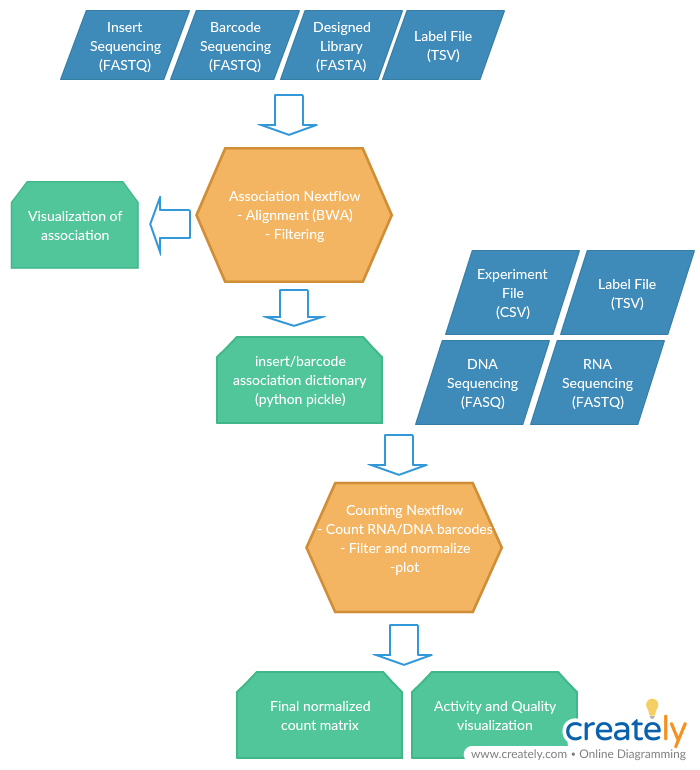 Insert
Sequencing
(FASTQ)
Barcode
Sequencing
(FASTQ)
Designed
Library
(FASTA)
Label File
(TSV)
Association Nextflow
- Alignment (BWA)
- Filtering
Visualization of
association
insert/barcode
association dictionary
(python pickle)
Experiment
File
(CSV)
Label File
(TSV)
DNA
Sequencing
(FASQ)
RNA
Sequencing
(FASTQ)
Counting Nextflow
- Count RNA/DNA barcodes
- Filter and normalize
-plot
Final normalized
count matrix
Activity and Quality
visualization
creately
www.creately.com • Online Diagramming